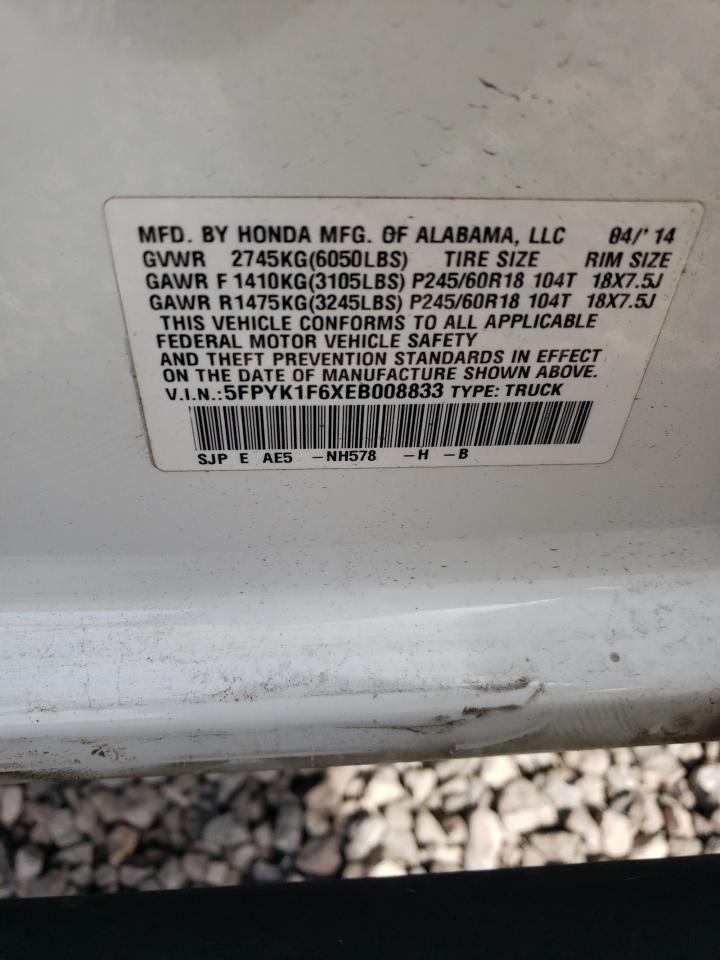 MFD. BY HONDA MFG. OF ALABAMA, LLC 04/'14
GVWR 2745KG(6050LBS) TIRE SIZE RIM SIZE
GAWR F 1410KG(3105LBS) P245/60R18 104T 18X7.5J
GAWR R1475KG(3245LBS) P245/60R18 104T 18X7.5J
THIS VEHICLE CONFORMS TO ALL APPLICABLE
FEDERAL MOTOR VEHICLE SAFETY
AND THEFT PREVENTION STANDARDS IN EFFECT
ON THE DATE OF MANUFACTURE SHOWN ABOVE.
V.I.N.:5FPYK1F6XEB008833 TYPE: TRUCK
SJP E AE5 -NH578 -H -B